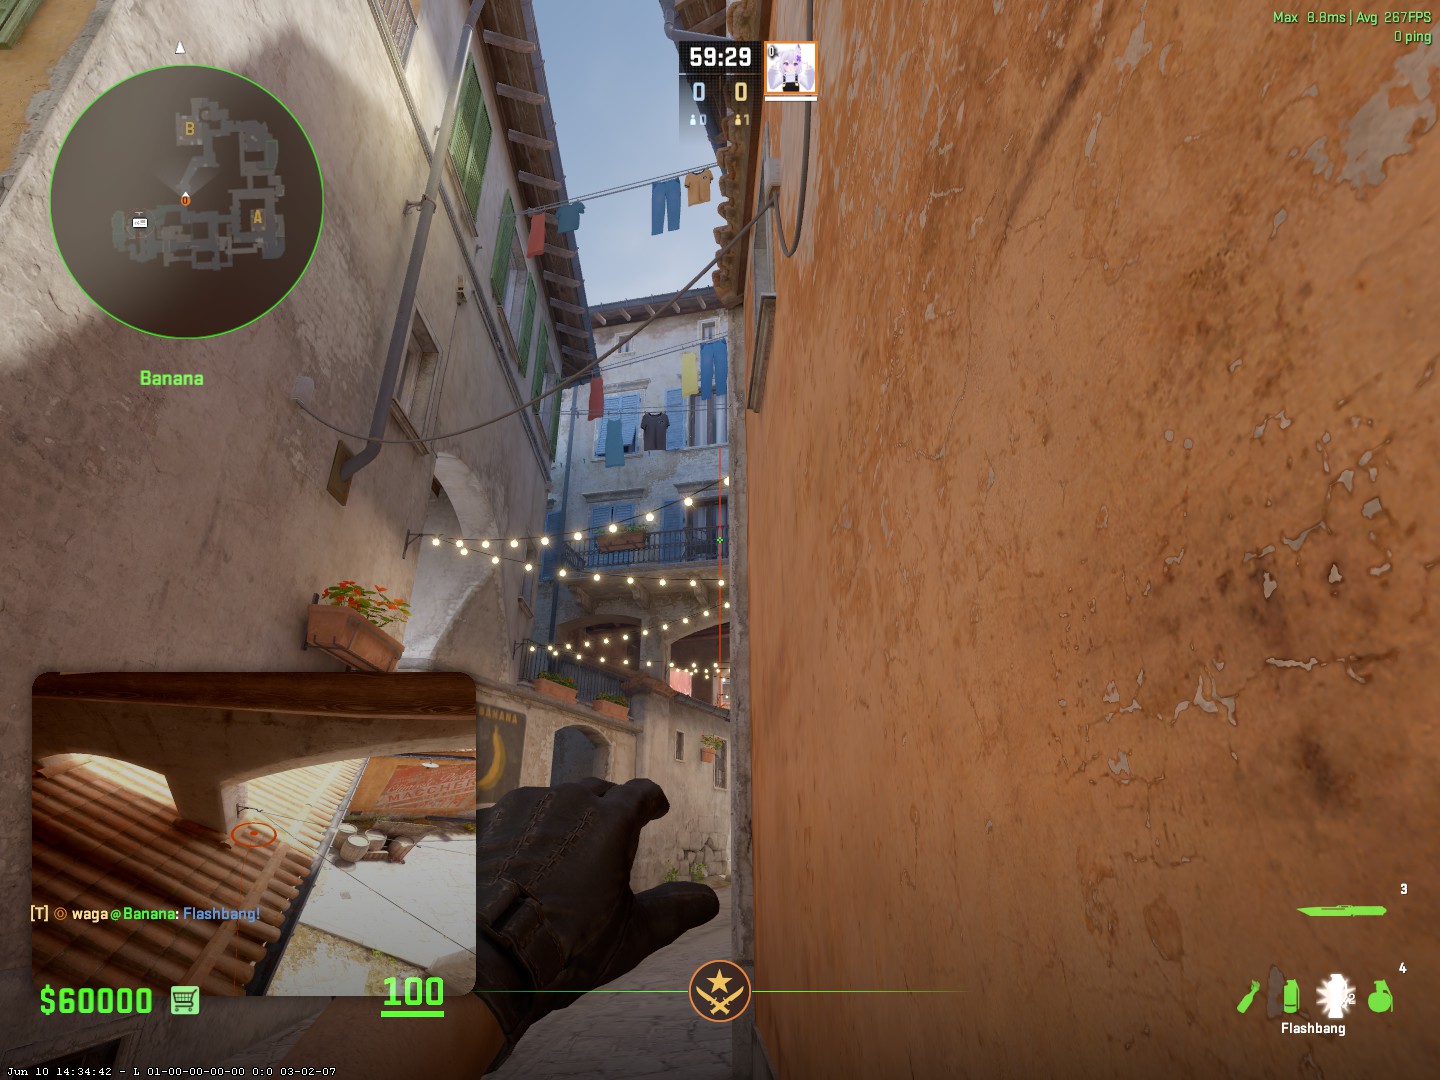 Max 8.8ms | Avg 267FPS
0 ping
59:29
0 0
0 1
0
B
A
Banana
BANANA
[T] waga@Banana: Flashbang!
$60000
100
3
4
2
Flashbang
Jun 10 14:34:42 - L 01-00-00-00-00 0:0 03-02-07